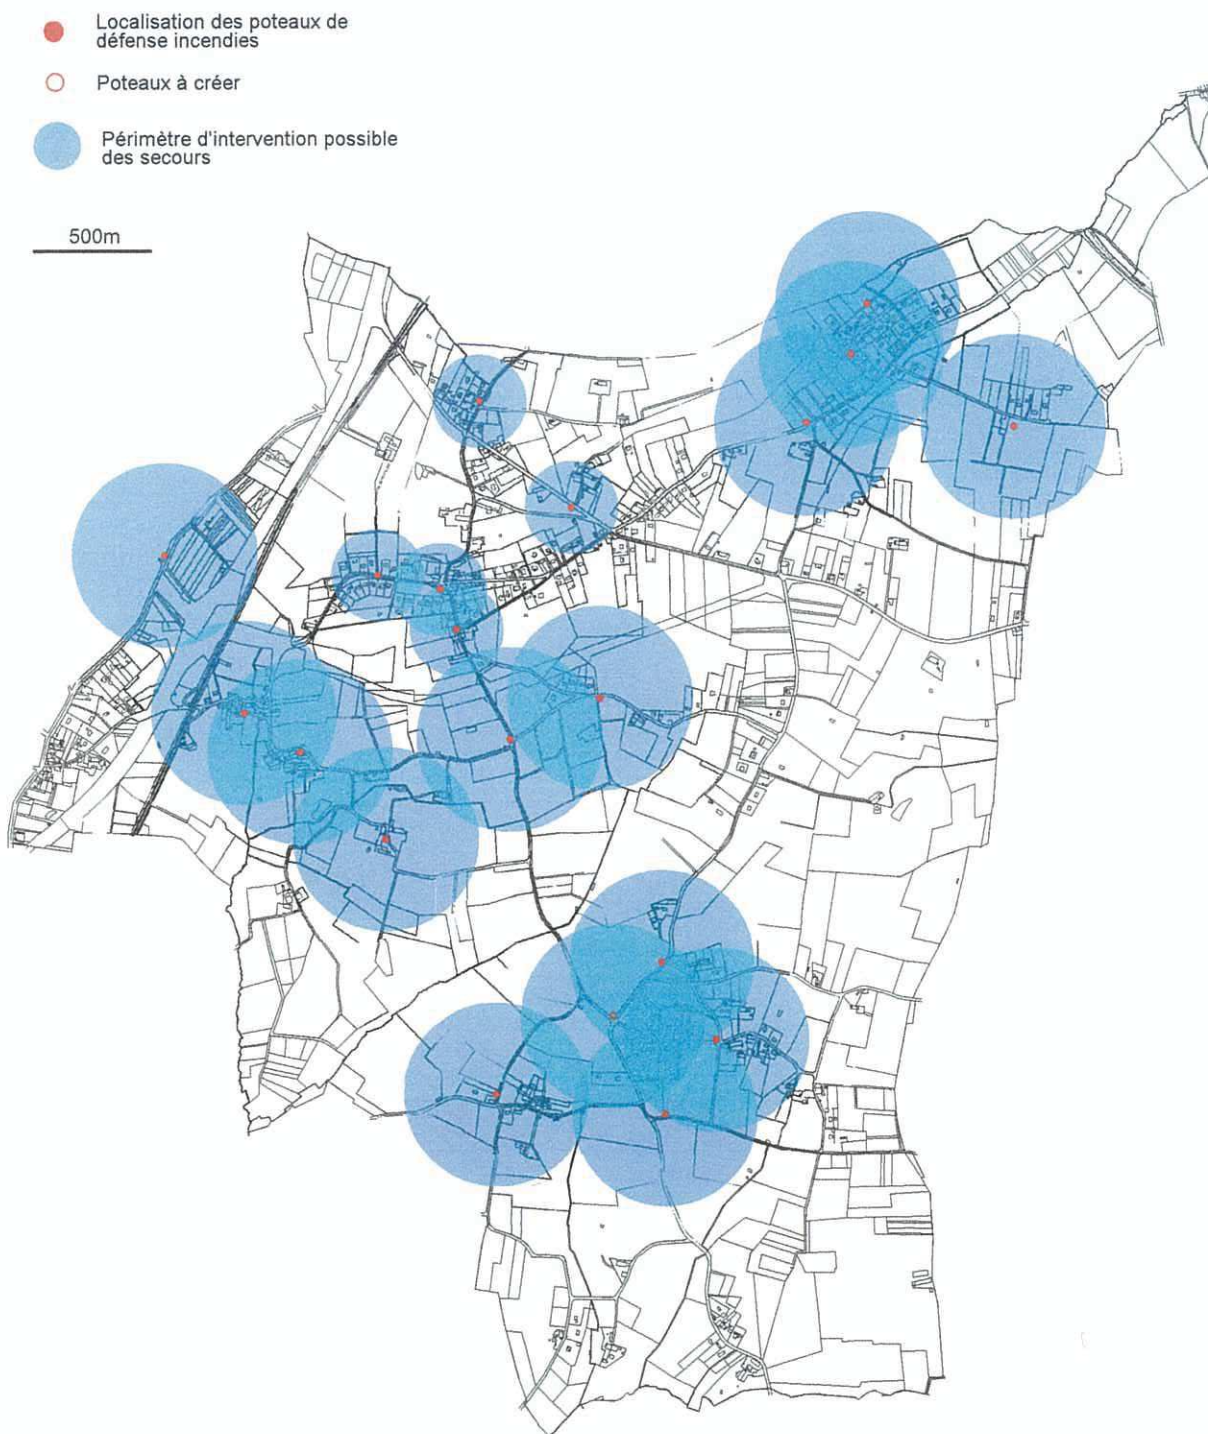 Localisation des poteaux de
défense incendies
Poteaux à créer
Périmètre d'intervention possible
des secours
500m